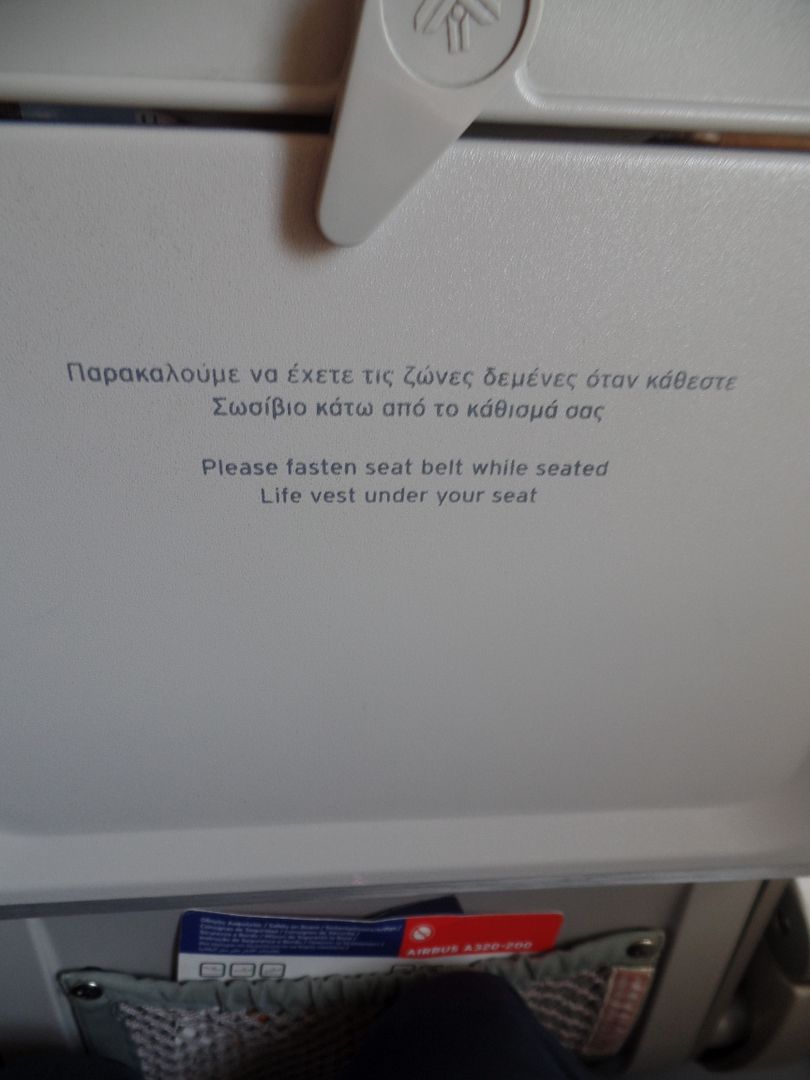 Παρακαλούμε να έχετε τις ζώνες δεμένες όταν κάθεστε
Σωσίβιο κάτω από το κάθισμά σας
Please fasten seat belt while seated
Life vest under your seat
AIRBUS A320-200